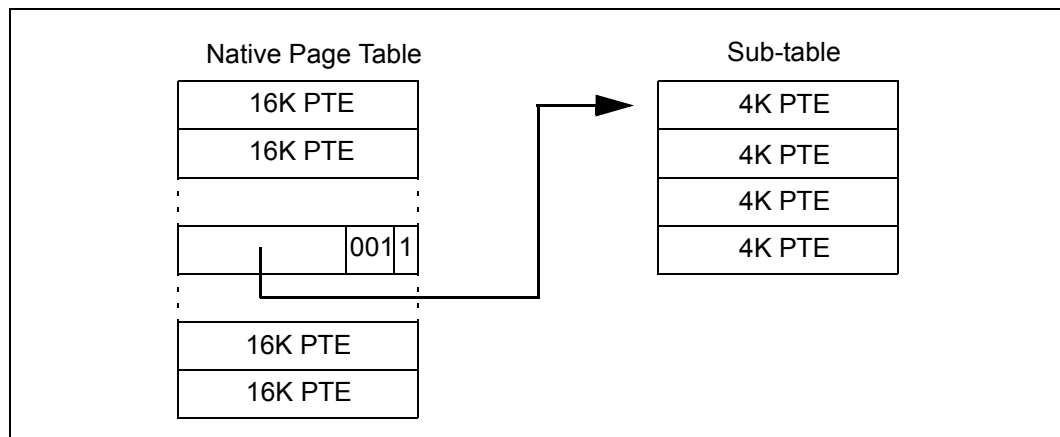 Native Page Table
16K PTE
16K PTE
001 1
16K PTE
16K PTE
Sub-table
4K PTE
4K PTE
4K PTE
4K PTE